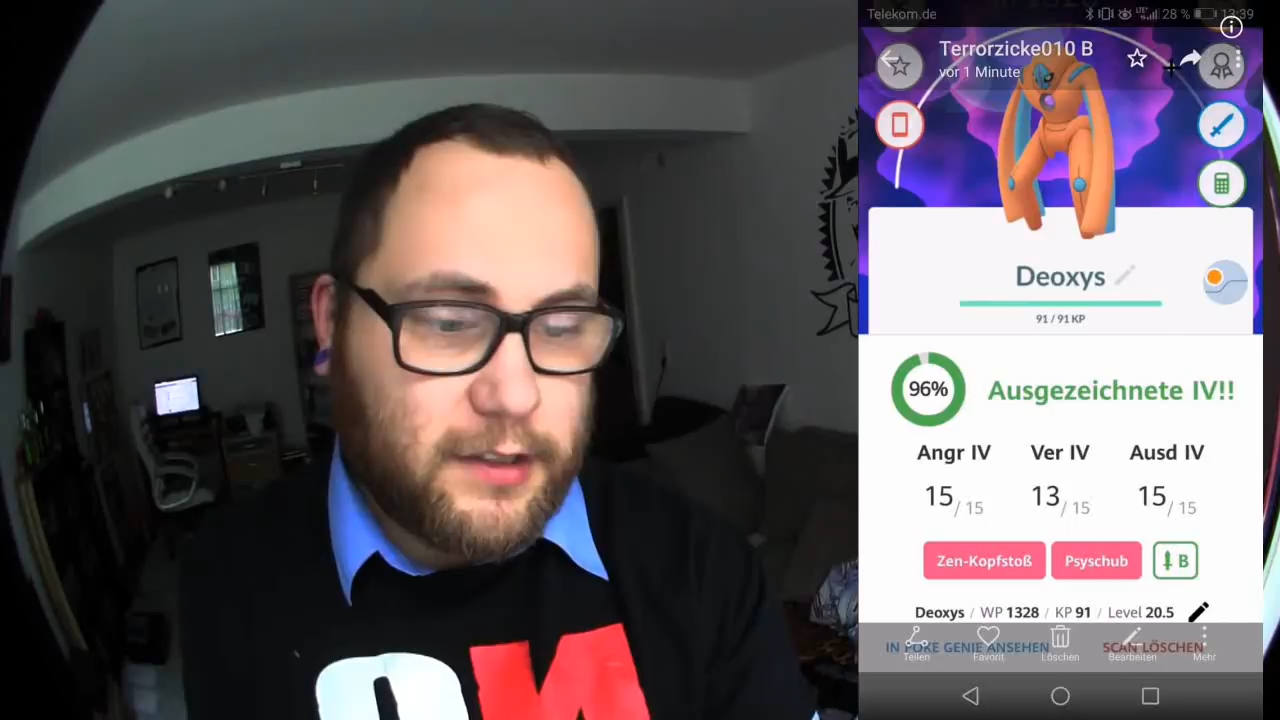 Telekom.de
28 % 13:39
Terrorzicke010 B
vor 1 Minute
Deoxys
91 / 91 KP
96%
Ausgezeichnete IV!!
Angr IV Ver IV Ausd IV
15 / 15 13 / 15 15 / 15
Zen-Kopfstoß Psyschub B
Deoxys / WP 1328 / KP 91 / Level 20.5
IN POKE GENIE ANSEHEN SCAN LÖSCHEN
Teilen Favorit Löschen Bearbeiten Mehr